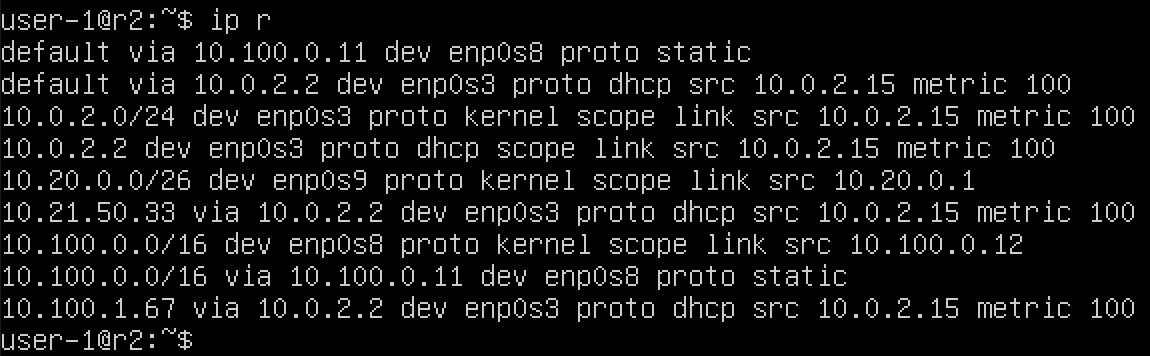 user-1@r2:~$ ip r
default via 10.100.0.11 dev enp0s8 proto static
default via 10.0.2.2 dev enp0s3 proto dhcp src 10.0.2.15 metric 100
10.0.2.0/24 dev enp0s3 proto kernel scope link src 10.0.2.15 metric 100
10.0.2.2 dev enp0s3 proto dhcp scope link src 10.0.2.15 metric 100
10.20.0.0/26 dev enp0s9 proto kernel scope link src 10.20.0.1
10.21.50.33 via 10.0.2.2 dev enp0s3 proto dhcp src 10.0.2.15 metric 100
10.100.0.0/16 dev enp0s8 proto kernel scope link src 10.100.0.12
10.100.0.0/16 via 10.100.0.11 dev enp0s8 proto static
10.100.1.67 via 10.0.2.2 dev enp0s3 proto dhcp src 10.0.2.15 metric 100
user-1@r2:~$